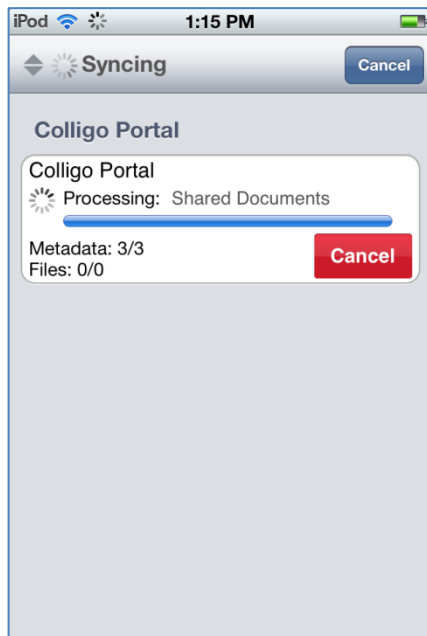 iPod 1:15 PM
Syncing Cancel
Colligo Portal
Colligo Portal
Processing: Shared Documents
Metadata: 3/3
Files: 0/0
Cancel